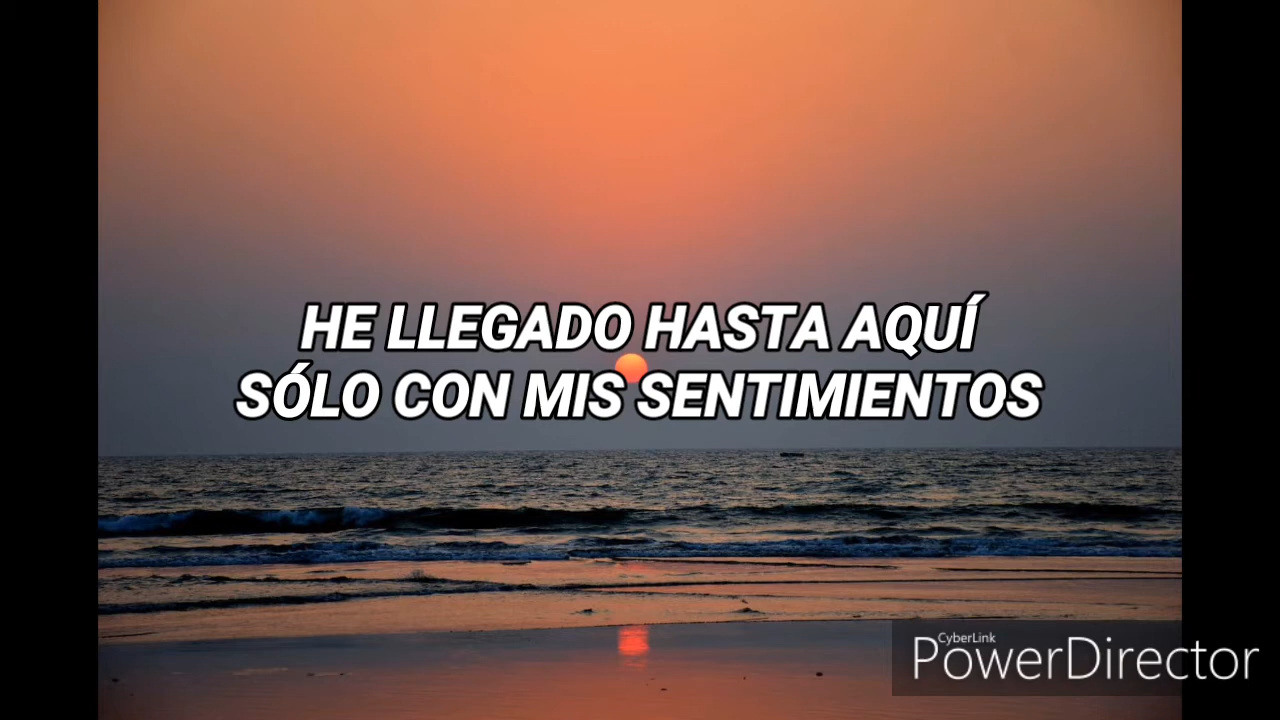 HE LLEGADO HASTA AQUÍ
SÓLO CON MIS SENTIMIENTOS
CyberLink
PowerDirector